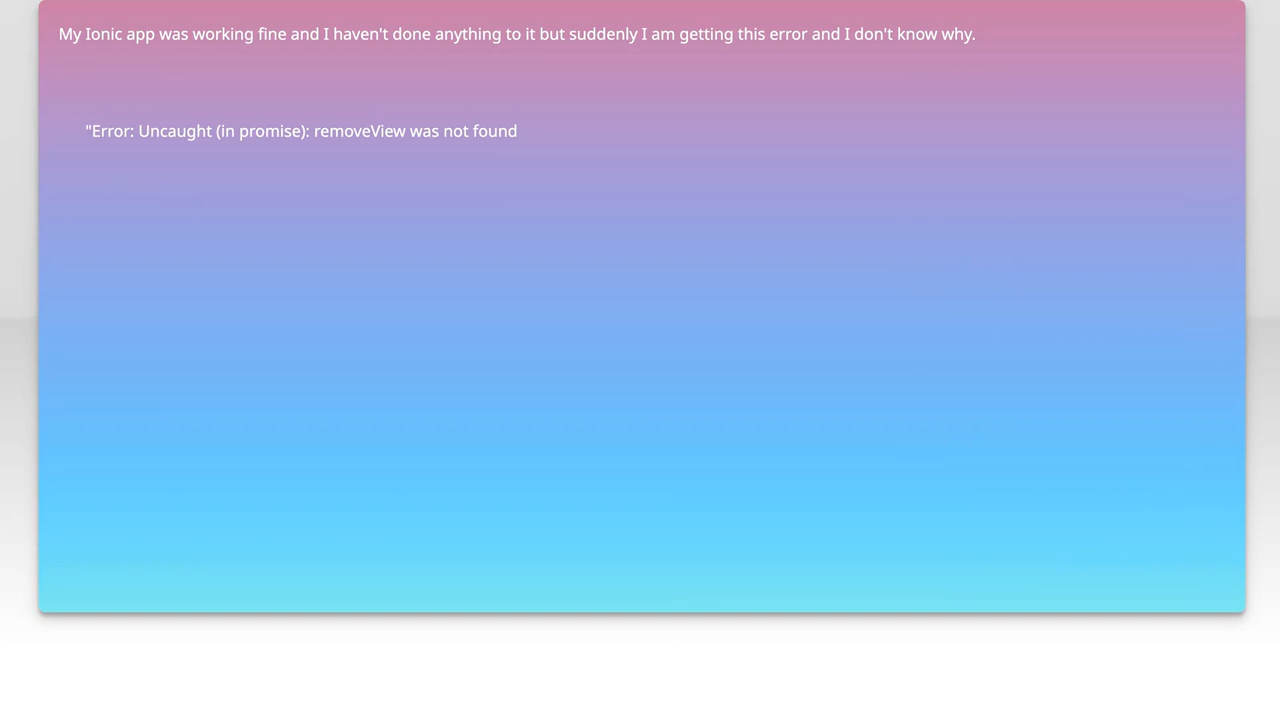 My Ionic app was working fine and I haven't done anything to it but suddenly I am getting this error and I don't know why.
"Error: Uncaught (in promise): removeView was not found